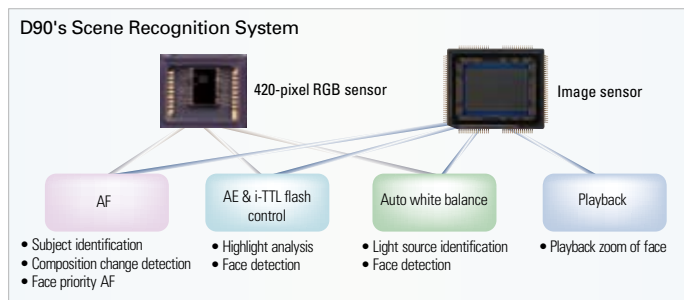 D90's Scene Recognition System
420-pixel RGB sensor
Image sensor
AF
• Subject identification
• Composition change detection
• Face priority AF
AE & i-TTL flash
control
• Highlight analysis
• Face detection
Auto white balance
• Light source identification
• Face detection
Playback
• Playback zoom of face